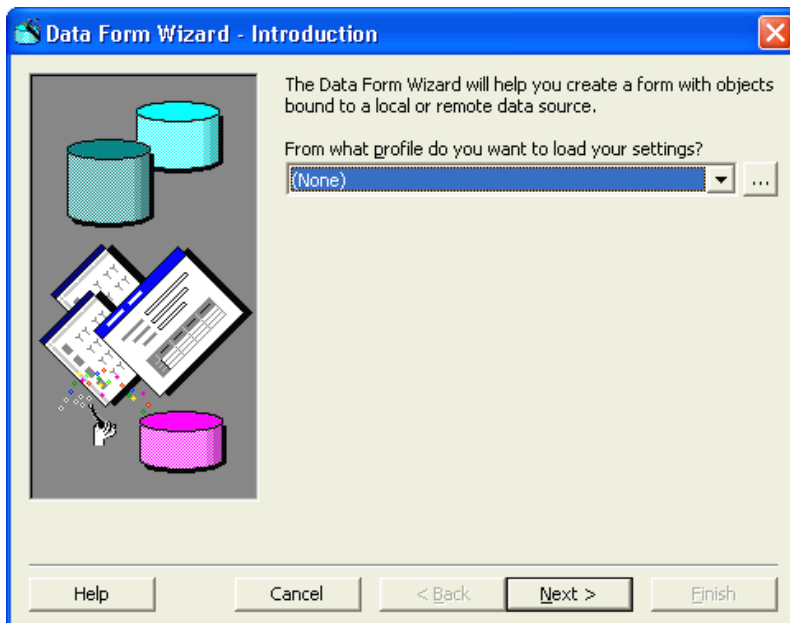 Data Form Wizard - Introduction
The Data Form Wizard will help you create a form with objects
bound to a local or remote data source.
From what profile do you want to load your settings?
(None)
...
Help
Cancel
< Back
Next >
Finish